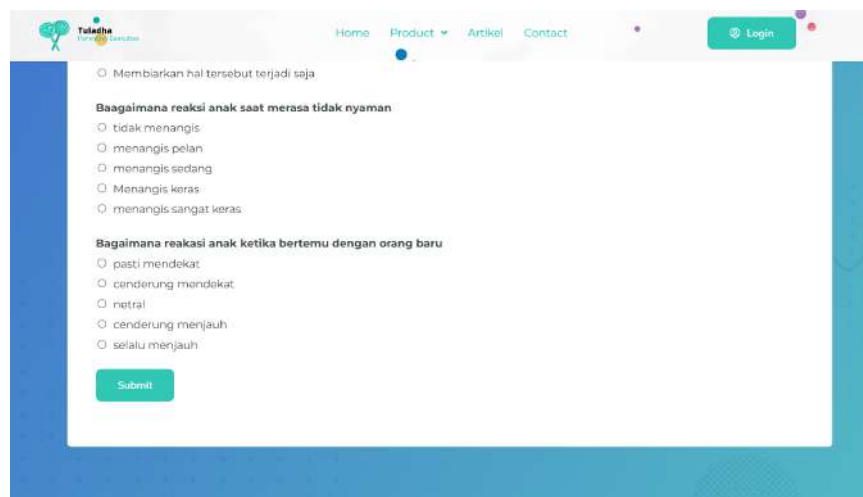 Tuladha
Home Product Artikel Contact
Login
Membiarkan hal tersebut terjadi saja
Baagaimana reaksi anak saat merasa tidak nyaman
tidak menangis
menangis pelan
menangis sedang
Menangis keras
menangis sangat keras
Bagaimana reakasi anak ketika bertemu dengan orang baru
pasti mendekat
cenderung mendekat
netral
cenderung menjauh
selalu menjauh
Submit